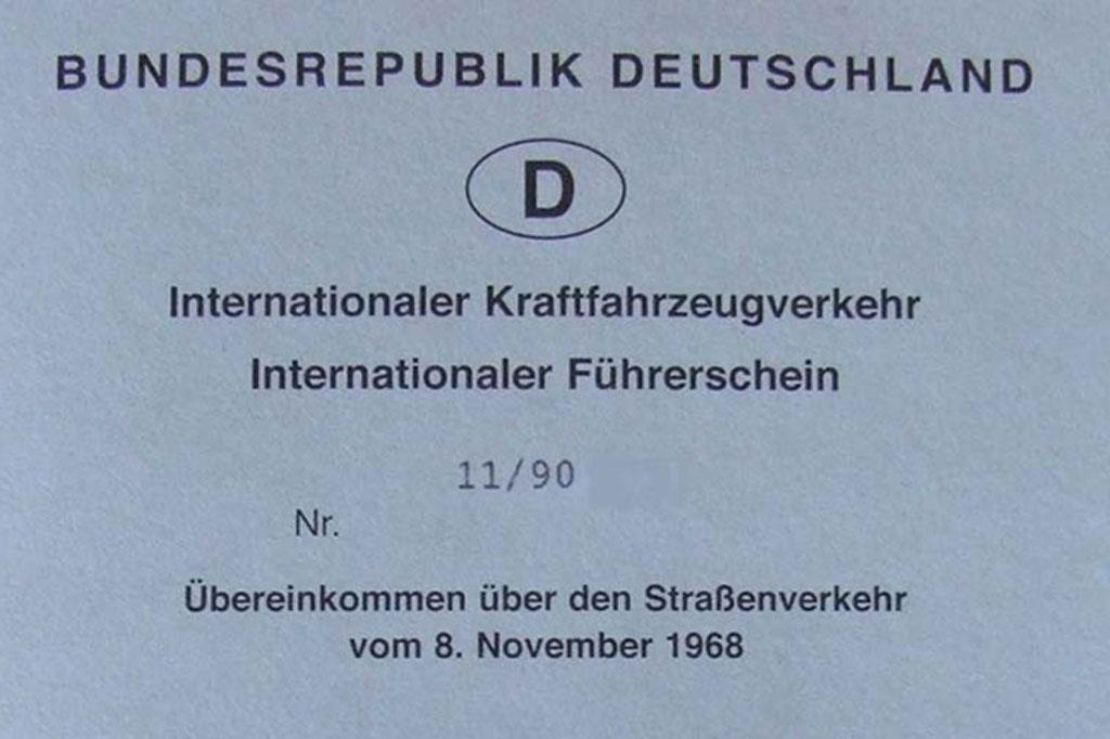 BUNDESREPUBLIK DEUTSCHLAND
D
Internationaler Kraftfahrzeugverkehr
Internationaler Führerschein
11/90
Nr.
Übereinkommen über den Straßenverkehr
vom 8. November 1968